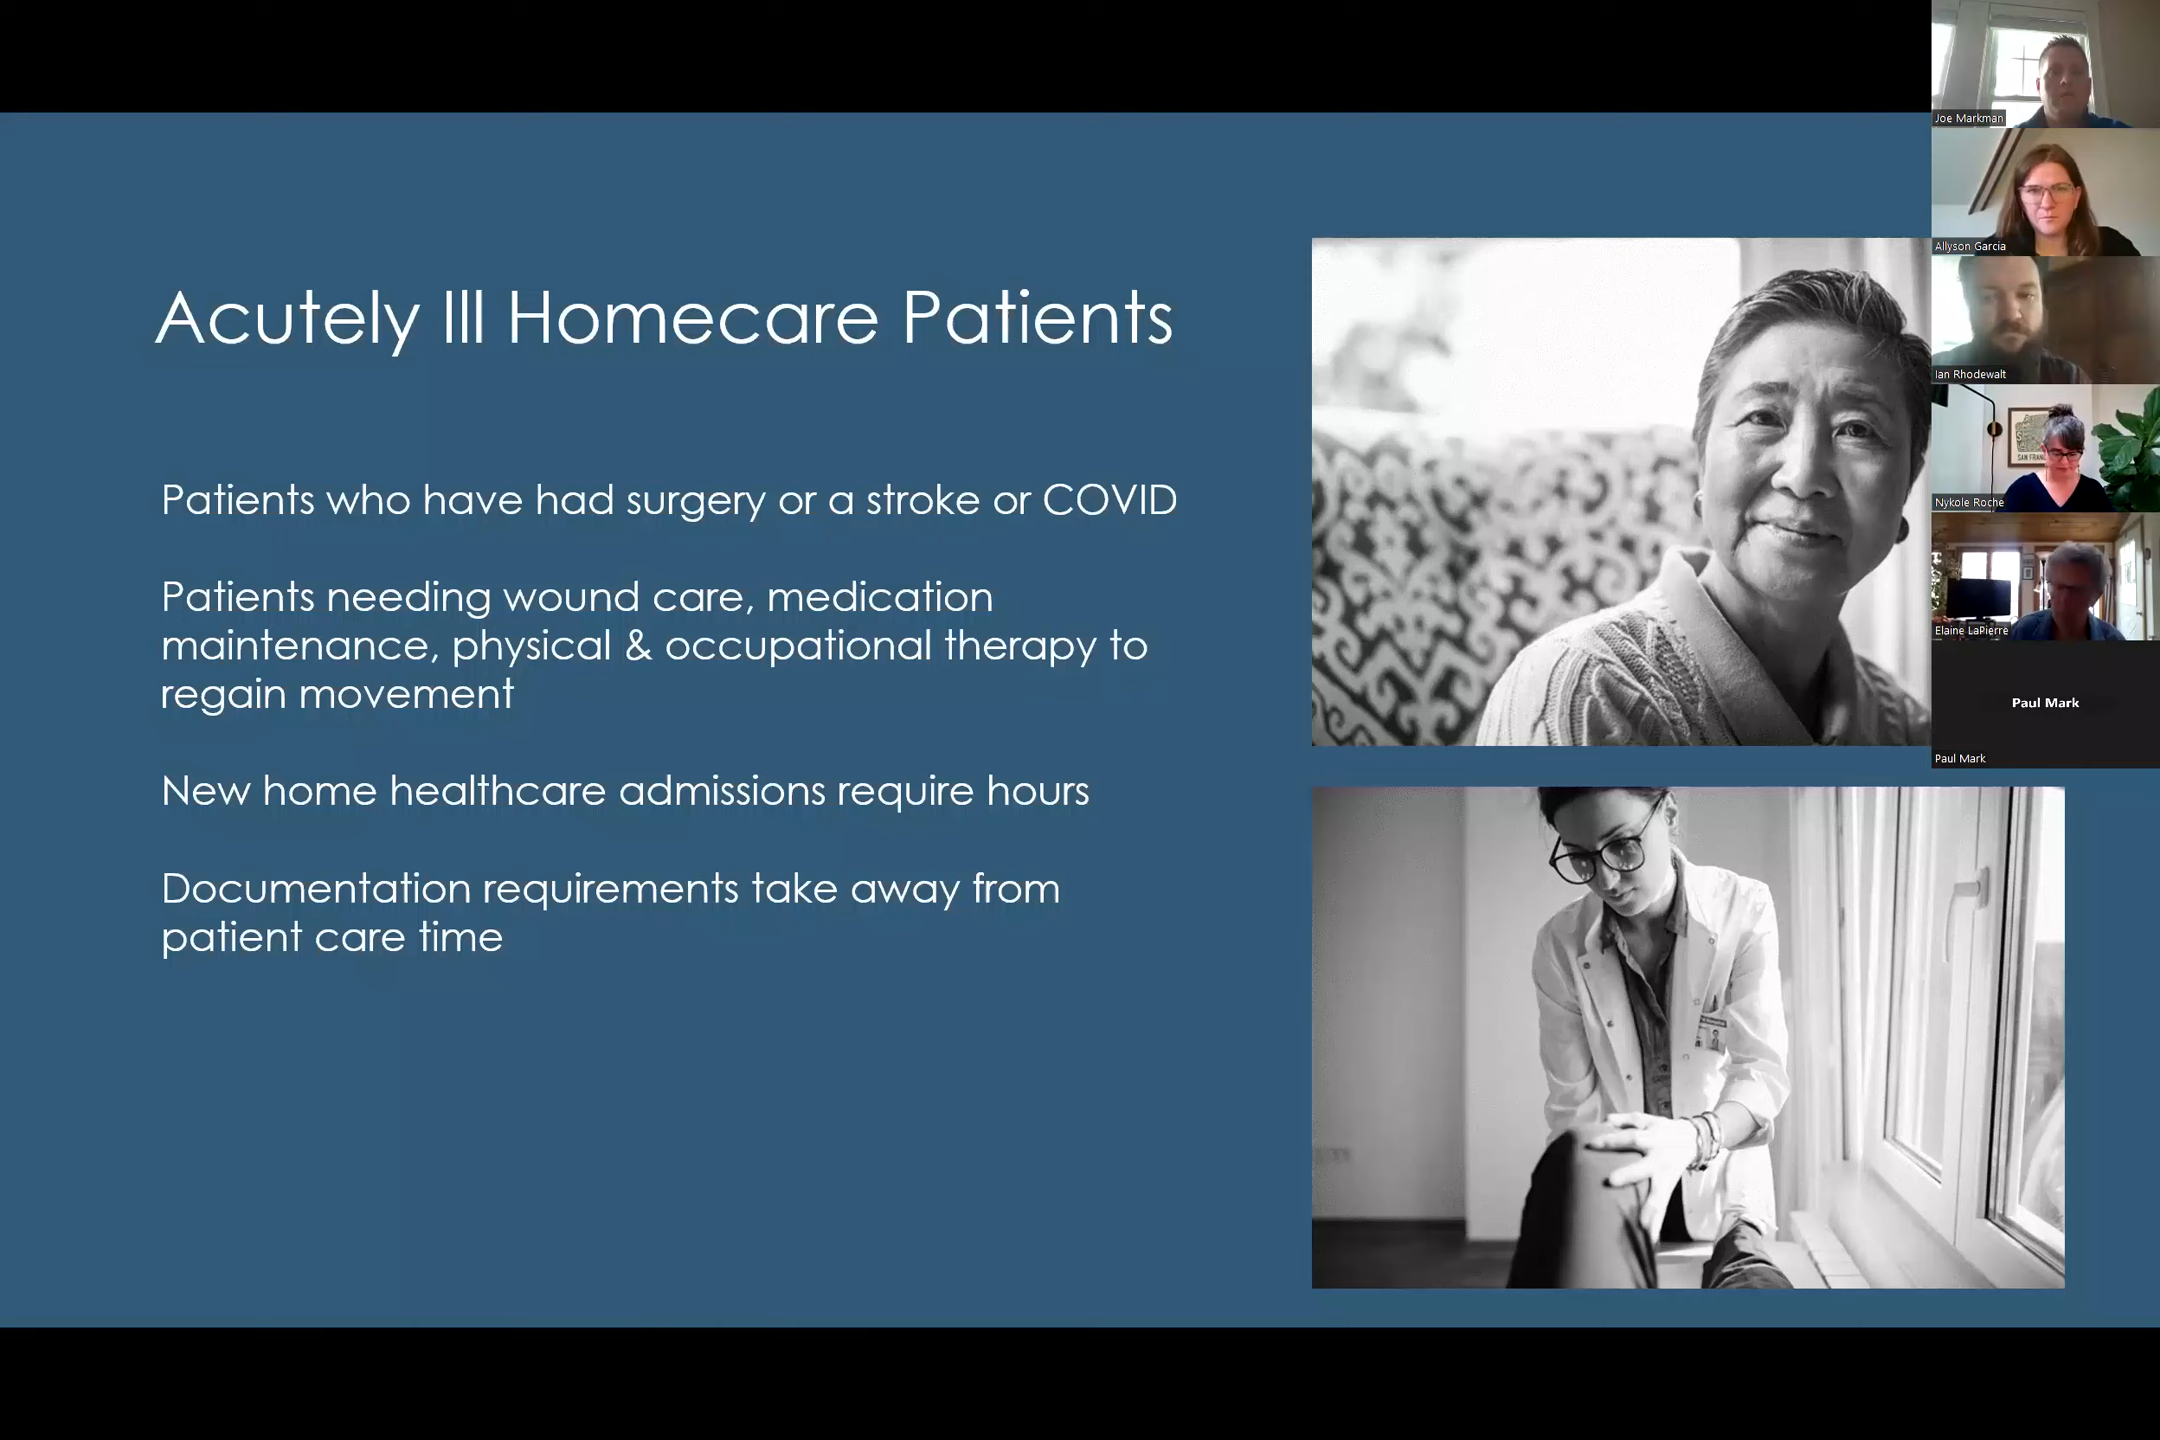 Acutely Ill Homecare Patients
Patients who have had surgery or a stroke or COVID
Patients needing wound care, medication
maintenance, physical & occupational therapy to
regain movement
New home healthcare admissions require hours
Documentation requirements take away from
patient care time
Joe Markman
Allyson Garcia
Ian Rhodewalt
SAN FRAN
Nykole Roche
Elaine LaPierre
Paul Mark
Paul Mark